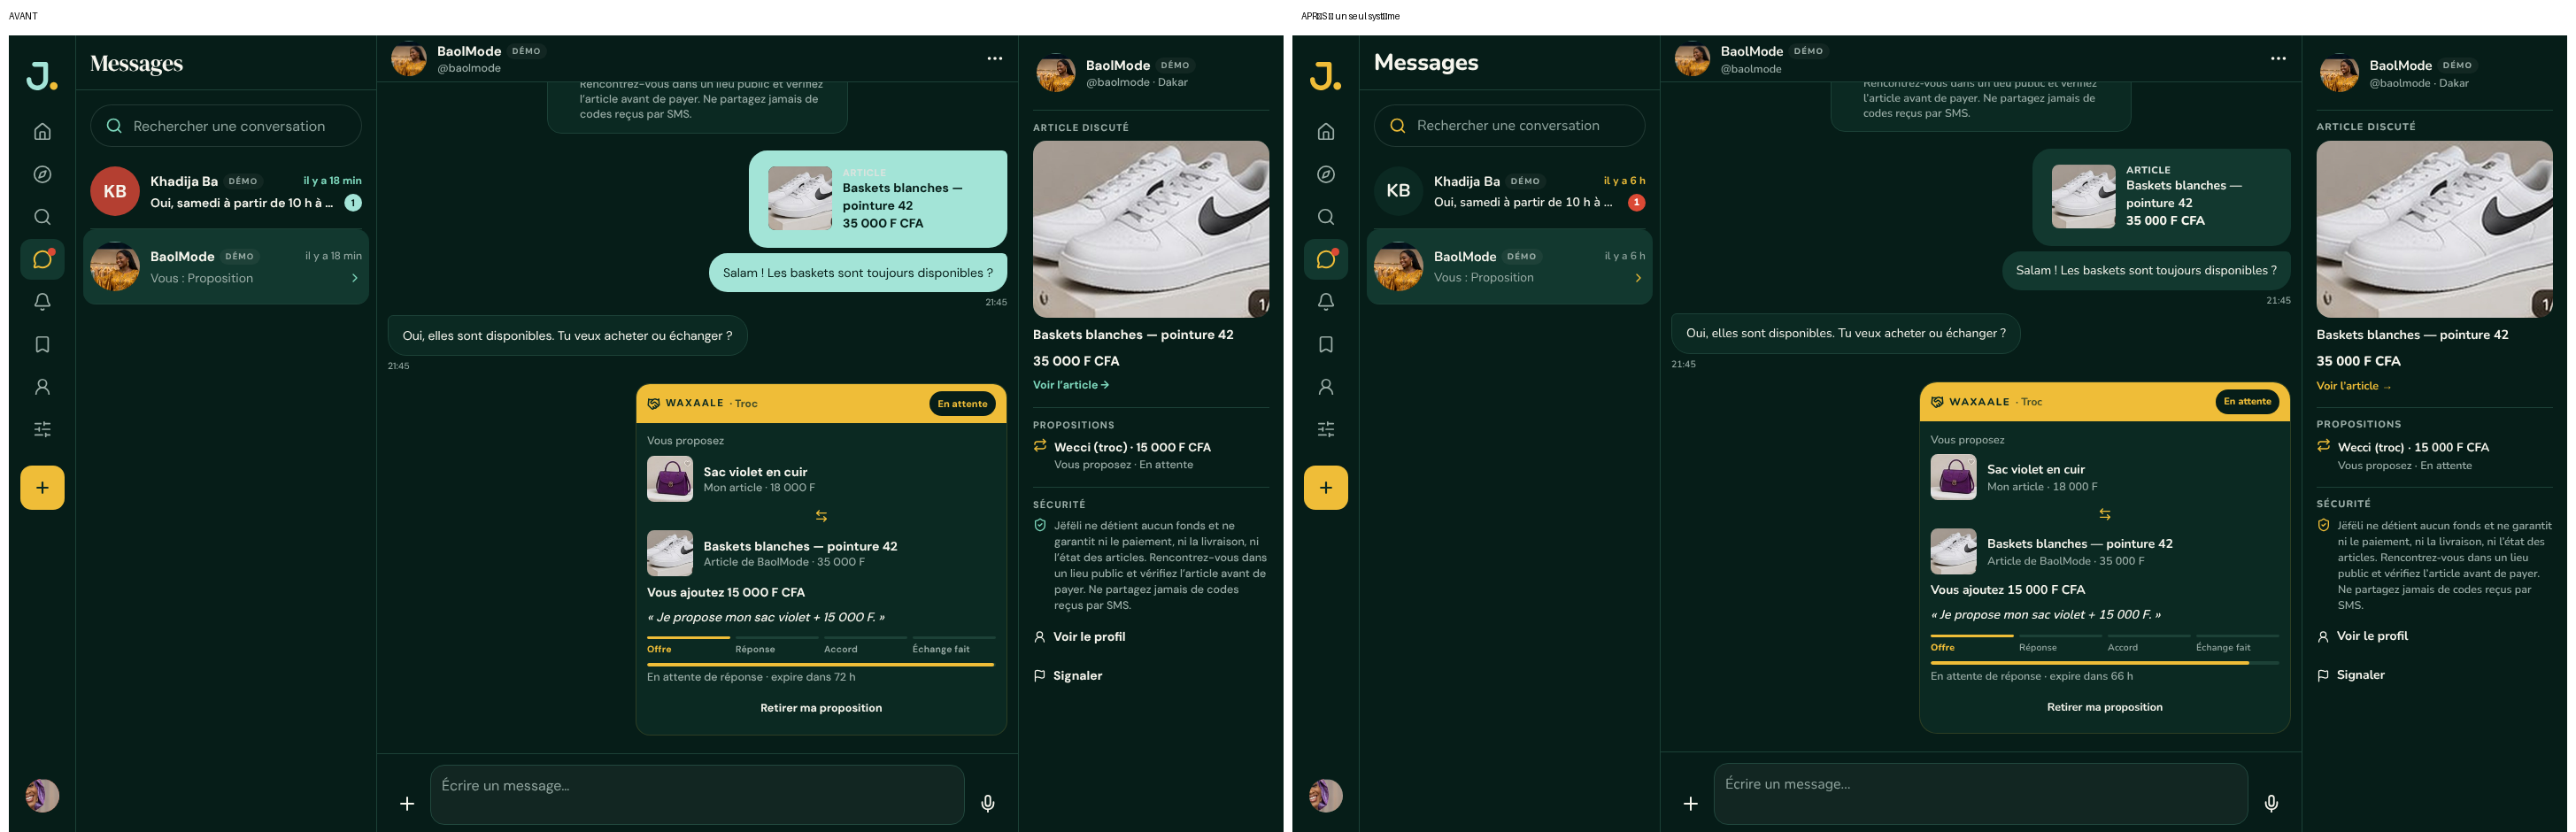 AVANT
J.
Messages
Rechercher une conversation
KB
Khadija Ba DÉMO il y a 18 min
Oui, samedi à partir de 10 h à ... 1
BaolMode DÉMO il y a 18 min
Vous : Proposition
BaolMode DÉMO
@baolmode
Rencontrez-vous dans un lieu public et vérifiez
l'article avant de payer. Ne partagez jamais de
codes reçus par SMS.
ARTICLE
Baskets blanches —
pointure 42
35 000 F CFA
Salam ! Les baskets sont toujours disponibles ?
21:45
Oui, elles sont disponibles. Tu veux acheter ou échanger ?
21:45
WAXAALE · Troc En attente
Vous proposez
Sac violet en cuir
Mon article · 18 000 F
Baskets blanches — pointure 42
Article de BaolMode · 35 000 F
Vous ajoutez 15 000 F CFA
« Je propose mon sac violet + 15 000 F. »
Offre Réponse Accord Échange fait
En attente de réponse · expire dans 72 h
Retirer ma proposition
Écrire un message...
BaolMode DÉMO
@baolmode · Dakar
ARTICLE DISCUTÉ
1/
Baskets blanches — pointure 42
35 000 F CFA
Voir l'article →
PROPOSITIONS
Wecci (troc) · 15 000 F CFA
Vous proposez · En attente
SÉCURITÉ
Jëfëli ne détient aucun fonds et ne
garantit ni le paiement, ni la livraison, ni
l'état des articles. Rencontrez-vous dans
un lieu public et vérifiez l'article avant de
payer. Ne partagez jamais de codes
reçus par SMS.
Voir le profil
Signaler
APR□S □ un seul syst□me
J.
Messages
Rechercher une conversation
KB
Khadija Ba DÉMO il y a 6 h
Oui, samedi à partir de 10 h à ... 1
BaolMode DÉMO il y a 6 h
Vous : Proposition
BaolMode DÉMO
@baolmode
Rencontrez-vous dans un lieu public et vérifiez
l'article avant de payer. Ne partagez jamais de
codes reçus par SMS.
ARTICLE
Baskets blanches —
pointure 42
35 000 F CFA
Salam ! Les baskets sont toujours disponibles ?
21:45
Oui, elles sont disponibles. Tu veux acheter ou échanger ?
21:45
WAXAALE · Troc En attente
Vous proposez
Sac violet en cuir
Mon article · 18 000 F
Baskets blanches — pointure 42
Article de BaolMode · 35 000 F
Vous ajoutez 15 000 F CFA
« Je propose mon sac violet + 15 000 F. »
Offre Réponse Accord Échange fait
En attente de réponse · expire dans 66 h
Retirer ma proposition
Écrire un message...
BaolMode DÉMO
@baolmode · Dakar
ARTICLE DISCUTÉ
1/
Baskets blanches — pointure 42
35 000 F CFA
Voir l'article →
PROPOSITIONS
Wecci (troc) · 15 000 F CFA
Vous proposez · En attente
SÉCURITÉ
Jëfëli ne détient aucun fonds et ne garantit
ni le paiement, ni la livraison, ni l'état des
articles. Rencontrez-vous dans un lieu
public et vérifiez l'article avant de payer.
Ne partagez jamais de codes reçus par
SMS.
Voir le profil
Signaler